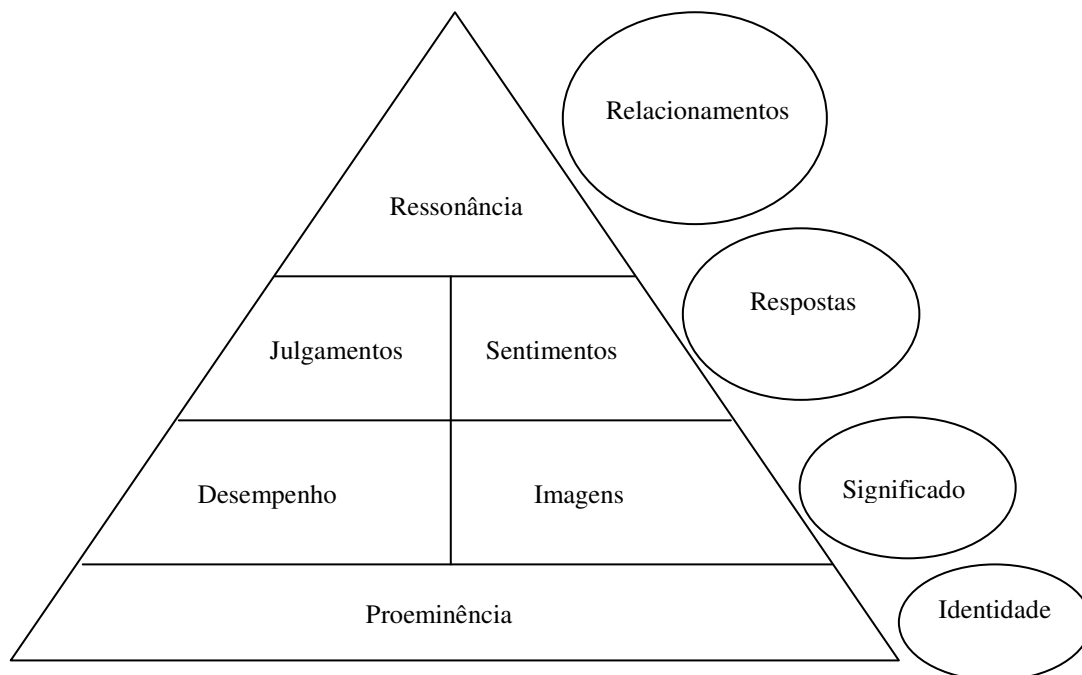 Relacionamentos
Ressonância
Respostas
Julgamentos
Sentimentos
Desempenho
Imagens
Significado
Proeminência
Identidade